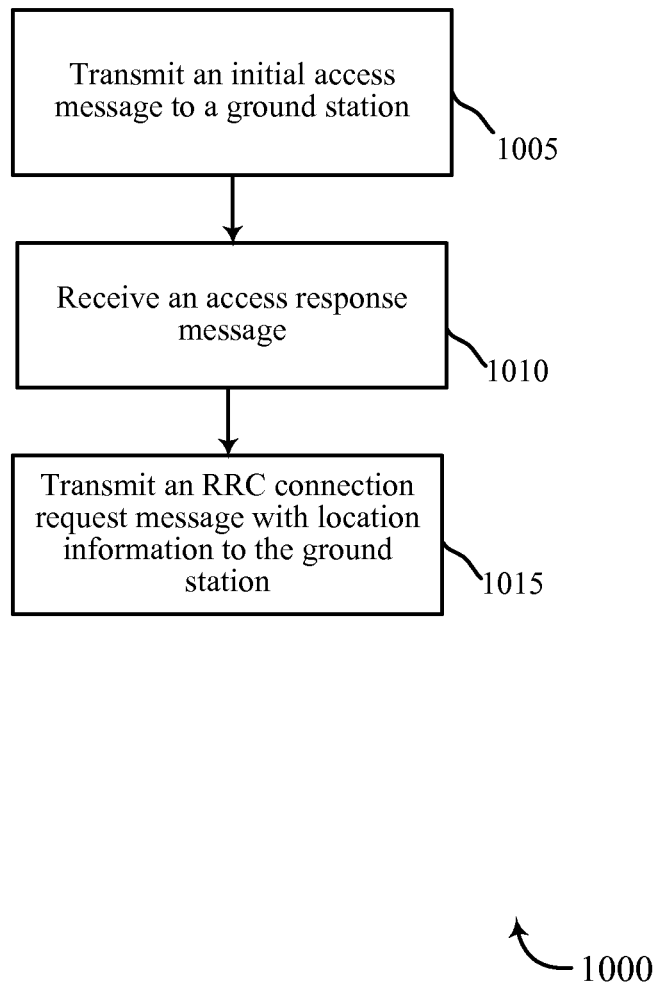 Transmit an initial access
message to a ground station
1005
Receive an access response
message
1010
Transmit an RRC connection
request message with location
information to the ground
station
1015
1000